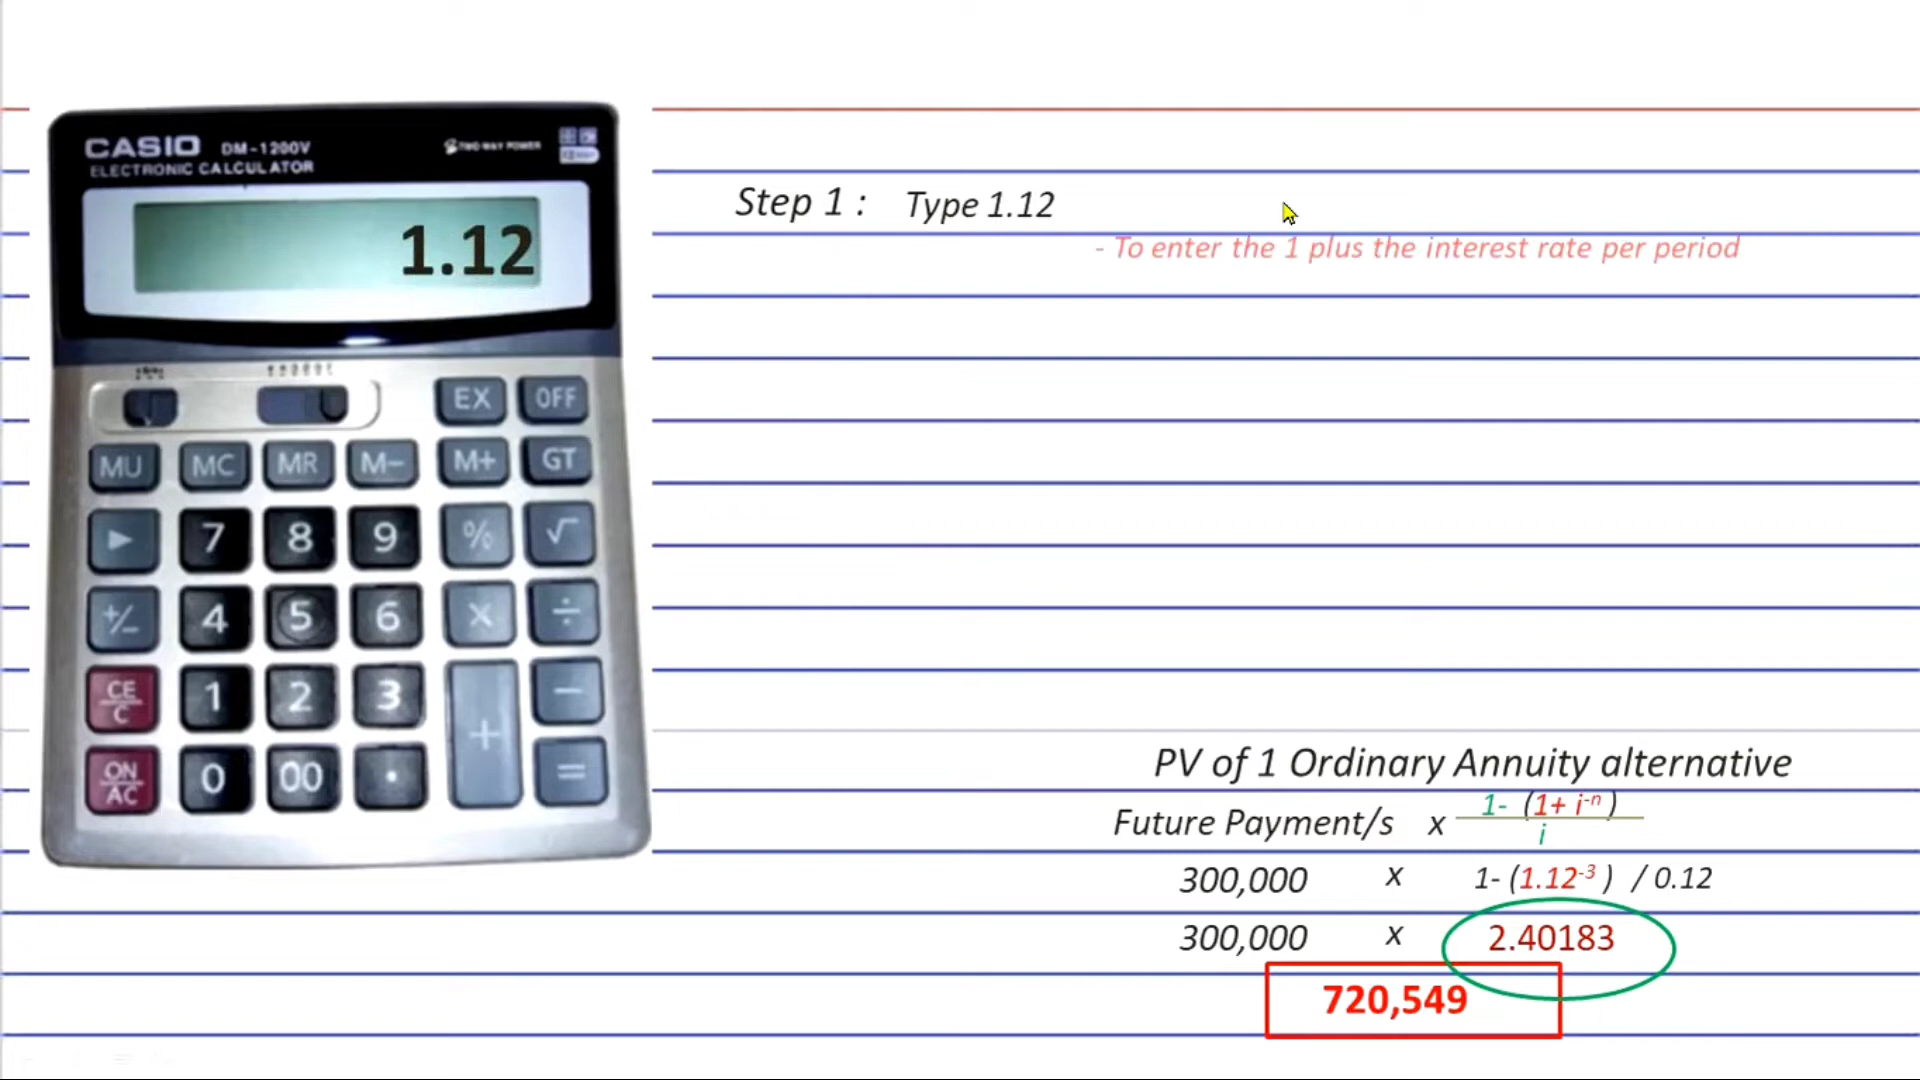 CASIO DM-1200V TWO WAY POWER
ELECTRONIC CALCULATOR
1.12
EX OFF
MU MC MR M- M+ GT
▶ 7 8 9 % √
+/- 4 5 6 X ÷
CE/C 1 2 3 + −
ON/AC 0 00 · =
Step 1 : Type 1.12
- To enter the 1 plus the interest rate per period
PV of 1 Ordinary Annuity alternative
Future Payment/s x 1- (1+ i⁻ⁿ) / i
300,000 x 1- (1.12⁻³ ) / 0.12
300,000 x 2.40183
720,549